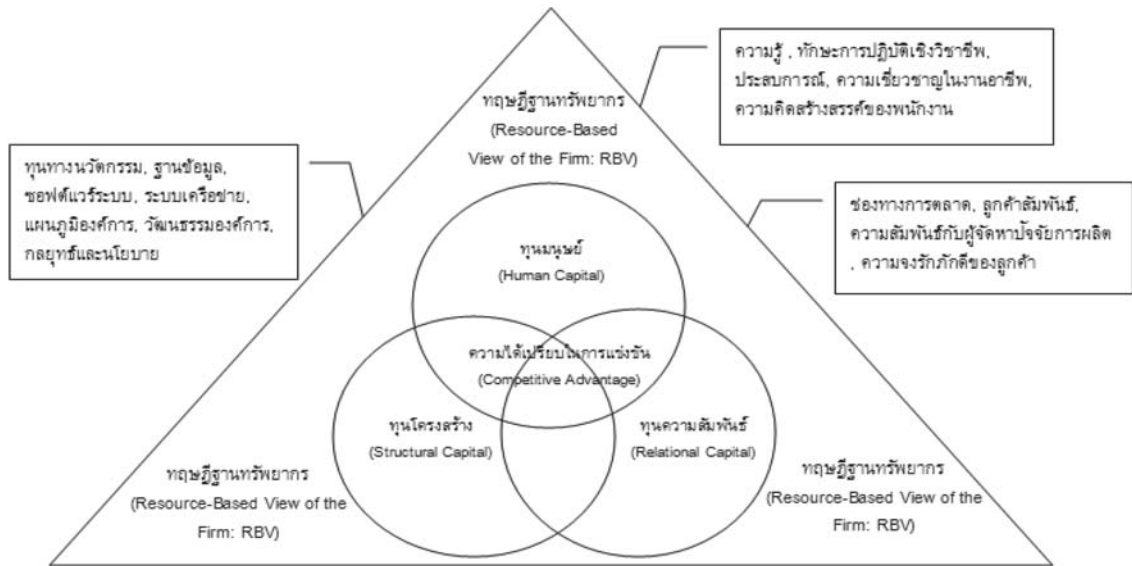 ความรู้ , ทักษะการปฏิบัติเชิงวิชาชีพ,
ประสบการณ์, ความเชี่ยวชาญในงานอาชีพ,
ความคิดสร้างสรรค์ของพนักงาน
ทฤษฎีฐานทรัพยากร
(Resource-Based
View of the Firm: RBV)
ทุนทางนวัตกรรม, ฐานข้อมูล,
ซอฟต์แวร์ระบบ, ระบบเครือข่าย,
แผนภูมิองค์การ, วัฒนธรรมองค์การ,
กลยุทธ์และนโยบาย
ช่องทางการตลาด, ลูกค้าสัมพันธ์,
ความสัมพันธ์กับผู้จัดหาปัจจัยการผลิต
, ความจงรักภักดีของลูกค้า
ทุนมนุษย์
(Human Capital)
ความได้เปรียบในการแข่งขัน
(Competitive Advantage)
ทุนโครงสร้าง
(Structural Capital)
ทุนความสัมพันธ์
(Relational Capital)
ทฤษฎีฐานทรัพยากร
(Resource-Based View of the
Firm: RBV)
ทฤษฎีฐานทรัพยากร
(Resource-Based View of the
Firm: RBV)